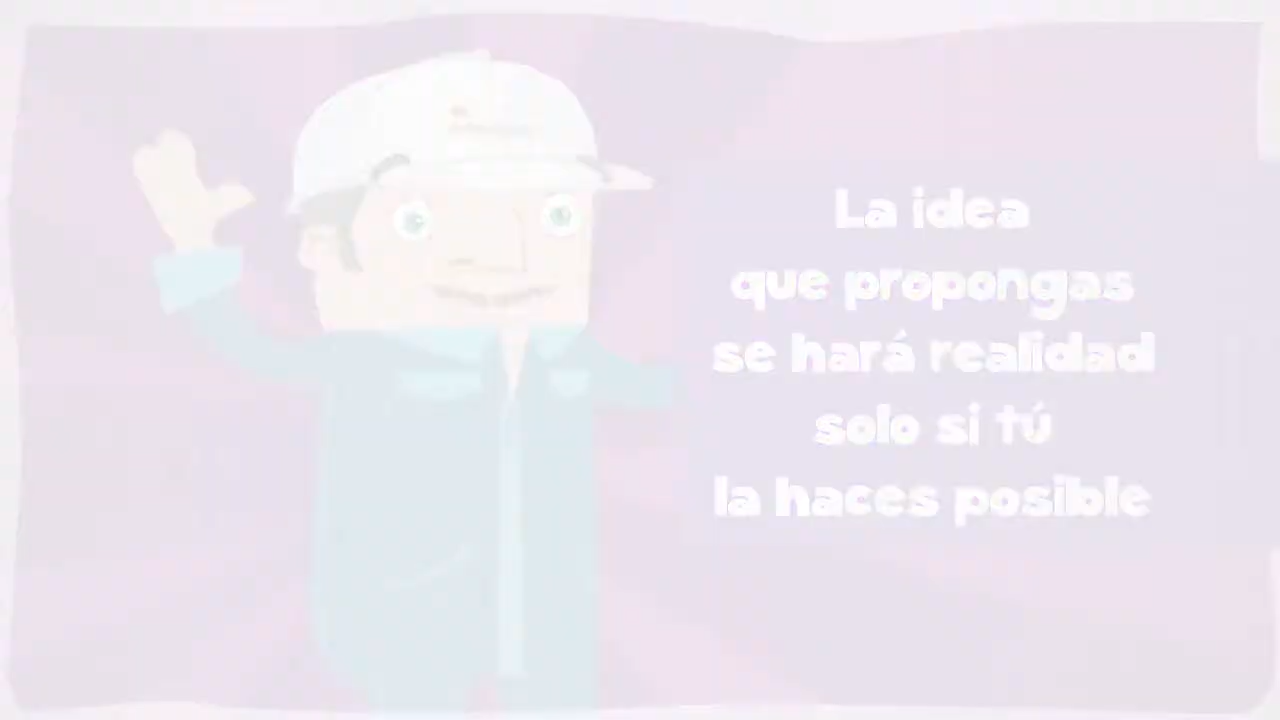 La idea
que propongas
se hará realidad
solo si tú
la haces posible